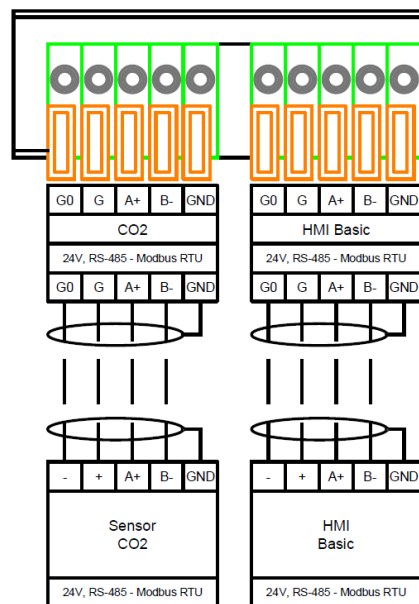 G0 G A+ B- GND G0 G A+ B- GND
CO2 HMI Basic
24V, RS-485 - Modbus RTU 24V, RS-485 - Modbus RTU
G0 G A+ B- GND G0 G A+ B- GND
- + A+ B- GND - + A+ B- GND
Sensor HMI
CO2 Basic
24V, RS-485 - Modbus RTU 24V, RS-485 - Modbus RTU